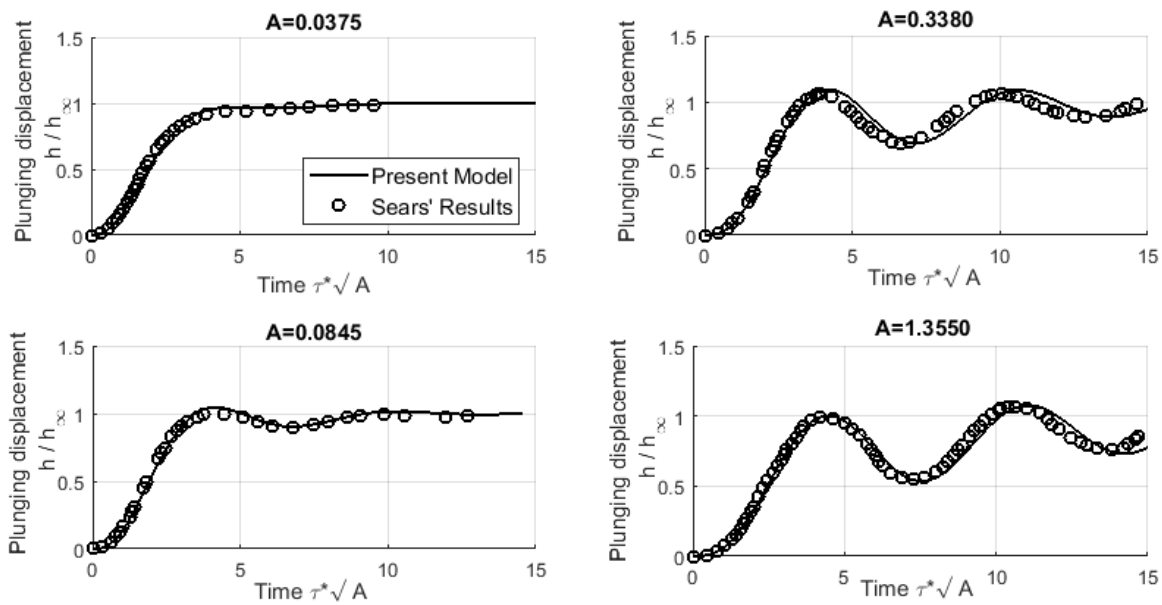 A=0.0375
Plunging displacement
h / h∞
1.5
1
0.5
0
0
5
10
15
Present Model
Sears' Results
Time τ*√ A
A=0.3380
Plunging displacement
h / h∞
1.5
1
0.5
0
0
5
10
15
Time τ*√ A
A=0.0845
Plunging displacement
h / h∞
1.5
1
0.5
0
0
5
10
15
Time τ*√ A
A=1.3550
Plunging displacement
h / h∞
1.5
1
0.5
0
0
5
10
15
Time τ*√ A